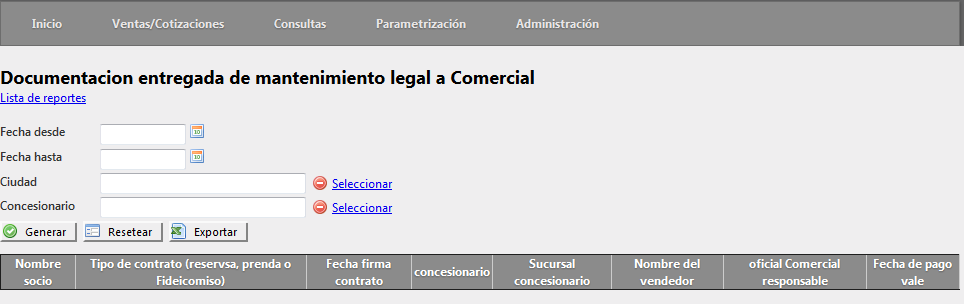 Inicio Ventas/Cotizaciones Consultas Parametrización Administración
Documentacion entregada de mantenimiento legal a Comercial
Lista de reportes
Fecha desde
Fecha hasta
Ciudad Seleccionar
Concesionario Seleccionar
Generar Resetear Exportar
Nombre socio Tipo de contrato (reservsa, prenda o Fideicomiso) Fecha firma contrato concesionario Sucursal concesionario Nombre del vendedor oficial Comercial responsable Fecha de pago vale